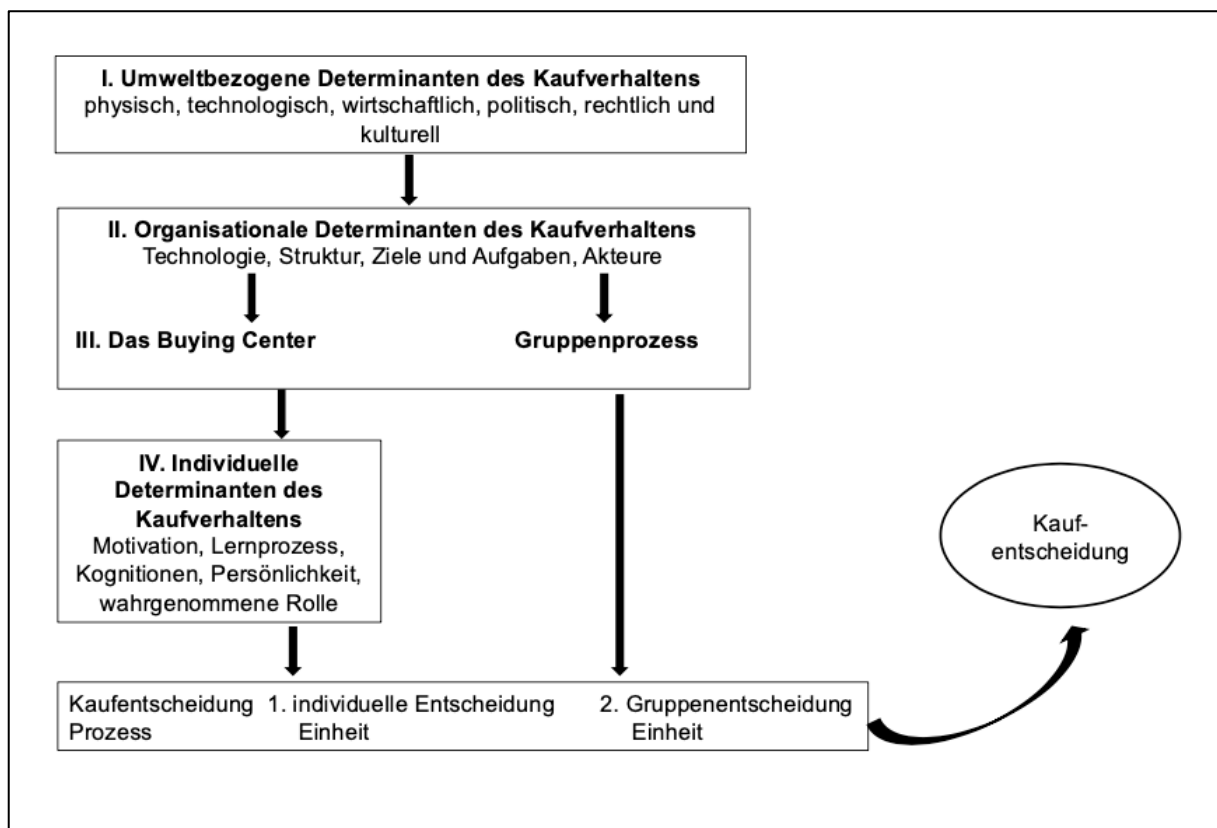 I. Umweltbezogene Determinanten des Kaufverhaltens
physisch, technologisch, wirtschaftlich, politisch, rechtlich und
kulturell
II. Organisationale Determinanten des Kaufverhaltens
Technologie, Struktur, Ziele und Aufgaben, Akteure
III. Das Buying Center
Gruppenprozess
IV. Individuelle
Determinanten des
Kaufverhaltens
Motivation, Lernprozess,
Kognitionen, Persönlichkeit,
wahrgenommene Rolle
Kauf-
entscheidung
Kaufentscheidung 1. individuelle Entscheidung 2. Gruppenentscheidung
Prozess Einheit Einheit